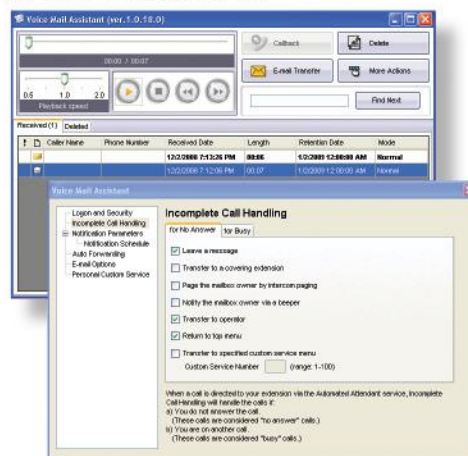 Voice Mail Assistant (ver.1.0.18.0)
00:00 / 00:07
0.6 1.0 2.0
Playback speed
Callback
Delete
E-mail Transfer
More Actions
Find Next
Received (1) Deleted
! Caller Name Phone Number Received Date Length Retention Date Mode
12/2/2008 7:13:26 PM 00:06 1/2/2009 12:00:00 AM Normal
12/2/2008 7:12:06 PM 00:07 1/2/2009 12:00:00 AM Normal
Voice Mail Assistant
Logon and Security
Incomplete Call Handling
Notification Parameters
Notification Schedule
Auto Forwarding
E-mail Options
Personal Custom Service
Incomplete Call Handling
for No Answer for Busy
Leave a message
Transfer to a covering extension
Page the mailbox owner by intercom paging
Notify the mailbox owner via a beeper
Transfer to operator
Return to top menu
Transfer to specified custom service menu
Custom Service Number (range: 1-100)
When a call is directed to your extension via the Automated Attendant service, Incomplete
Call Handling will handle the calls if:
a) You do not answer the call.
(These calls are considered "no answer" calls.)
b) You are on another call.
(These calls are considered "busy" calls.)